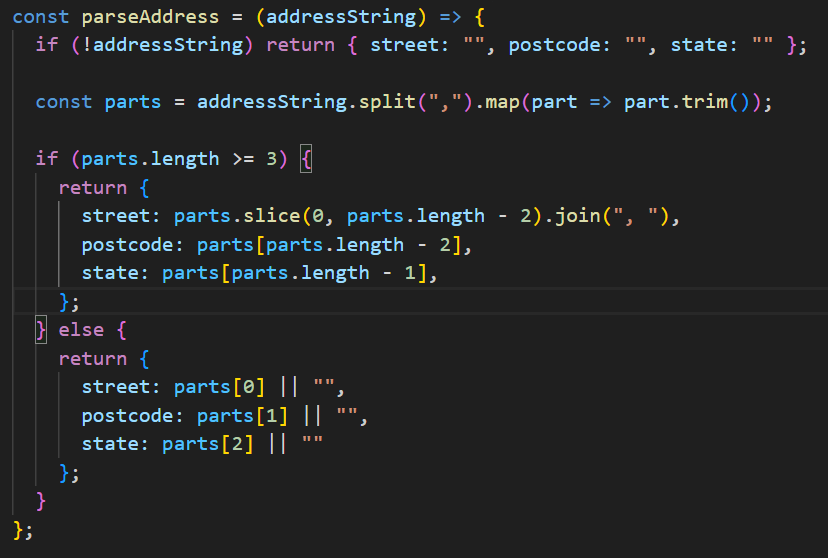 const parseAddress = (addressString) => {
  if (!addressString) return { street: "", postcode: "", state: "" };

  const parts = addressString.split(",").map(part => part.trim());

  if (parts.length >= 3) {
    return {
      street: parts.slice(0, parts.length - 2).join(", "),
      postcode: parts[parts.length - 2],
      state: parts[parts.length - 1],
    };
  } else {
    return {
      street: parts[0] || "",
      postcode: parts[1] || "",
      state: parts[2] || ""
    };
  }
};